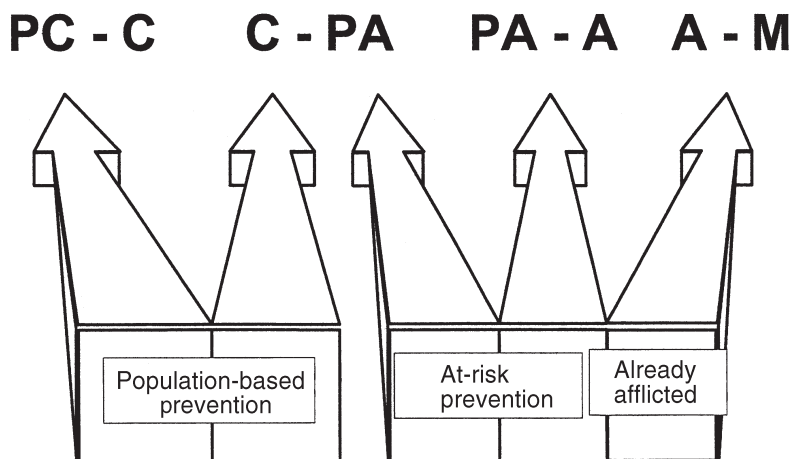 PC - C C - PA PA - A A - M
Population-based
prevention
At-risk
prevention
Already
afflicted